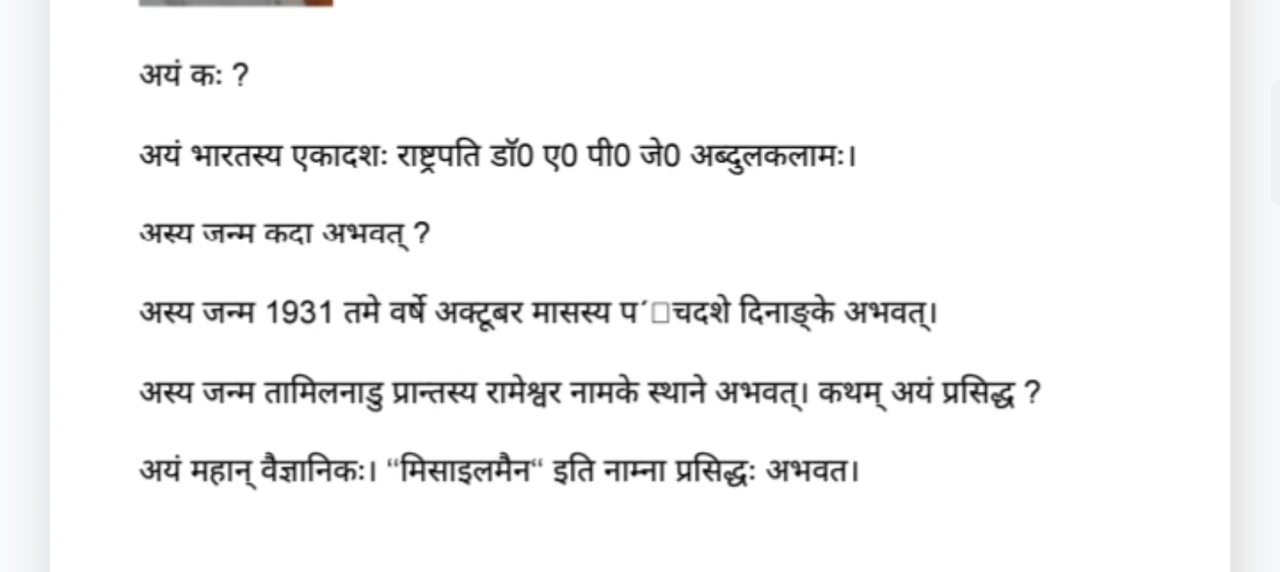 अयं कः ?
अयं भारतस्य एकादशः राष्ट्रपति डॉ0 ए0 पी0 जे0 अब्दुलकलामः।
अस्य जन्म कदा अभवत् ?
अस्य जन्म 1931 तमे वर्षे अक्टूबर मासस्य प´□चदशे दिनाङ्के अभवत्।
अस्य जन्म तामिलनाडु प्रान्तस्य रामेश्वर नामके स्थाने अभवत्। कथम् अयं प्रसिद्ध ?
अयं महान् वैज्ञानिकः। “मिसाइलमैन“ इति नाम्ना प्रसिद्धः अभवत।